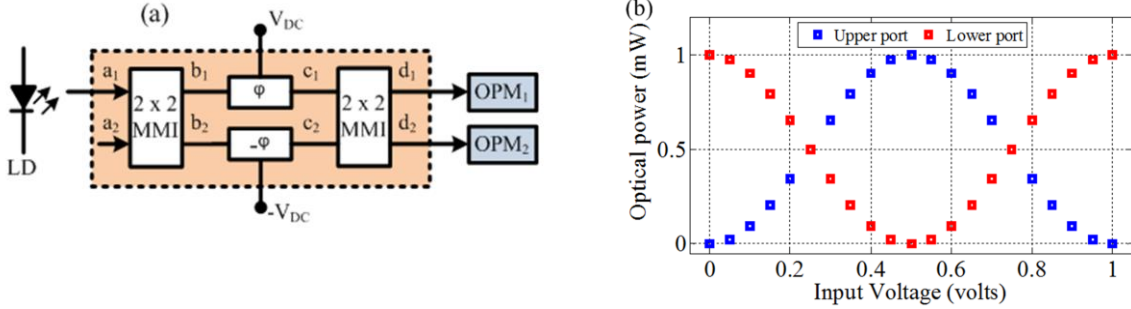 (a)
V_DC
a₁
b₁
c₁
d₁
φ
OPM₁
2 x 2
MMI
2 x 2
MMI
a₂
b₂
c₂
d₂
-φ
OPM₂
LD
-V_DC
(b)
Upper port
Lower port
Optical power (m W)
1
0.5
0
0
0.2
0.4
0.6
0.8
1
Input Voltage (volts)